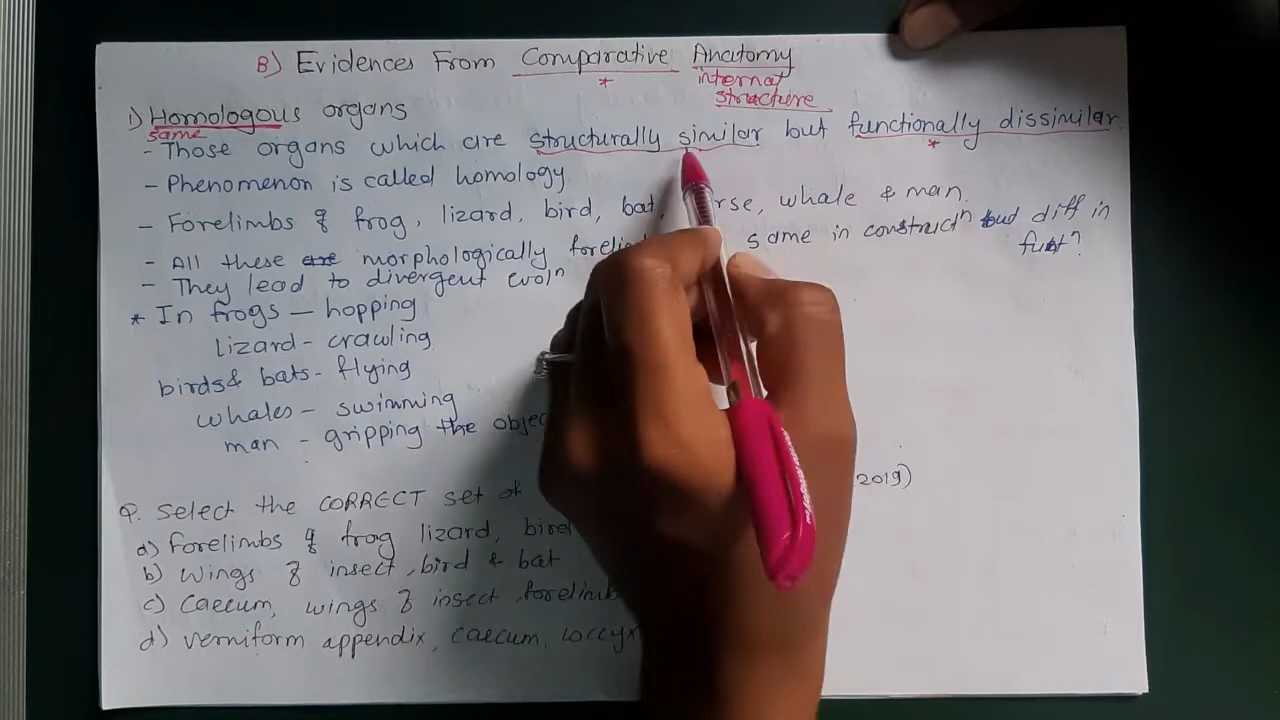 B) Evidences From Comparative Anatomy
* internal
structure
1) Homologous organs
same
- Those organs which are structurally similar but functionally dissimilar
*
- Phenomenon is called homology
- Forelimbs of frog, lizard, bird, bat, rse, whale & man.
- All these are morphologically same in constructn but diff in
functn
- They lead to divergent evoln
* In frogs - hopping
lizard - crawling
birds & bats - flying
whales - swimming
man - gripping the objec
Q. Select the CORRECT set of 2019)
a) Forelimbs of frog lizard, bird
b) Wings of insect, bird & bat
c) Caecum, wings of insect, forelimb
d) Vermiform appendix, caecum, coccyx